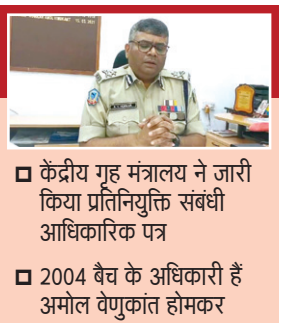 केंद्रीय गृह मंत्रालय ने जारी
किया प्रतिनियुक्ति संबंधी
आधिकारिक पत्र
2004 बैच के अधिकारी हैं
अमोल वेणुकांत होमकर